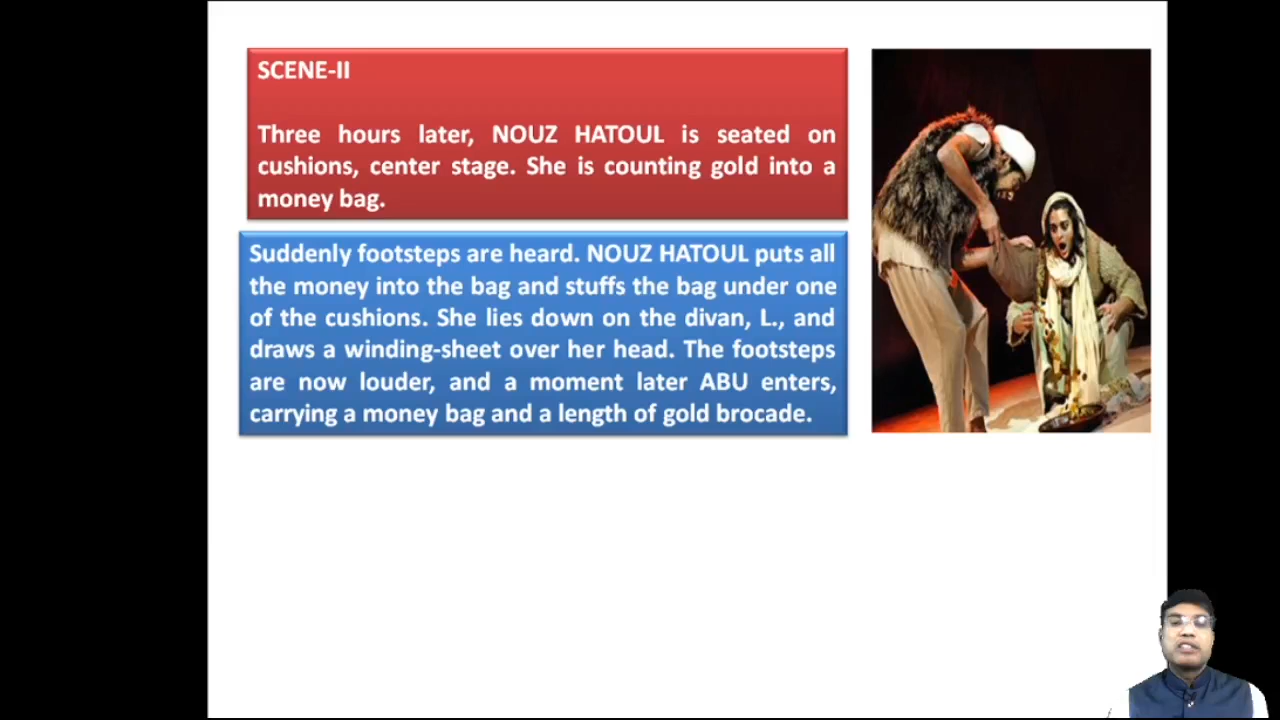 SCENE-II
Three hours later, NOUZ HATOUL is seated on
cushions, center stage. She is counting gold into a
money bag.
Suddenly footsteps are heard. NOUZ HATOUL puts all
the money into the bag and stuffs the bag under one
of the cushions. She lies down on the divan, L., and
draws a winding-sheet over her head. The footsteps
are now louder, and a moment later ABU enters,
carrying a money bag and a length of gold brocade.